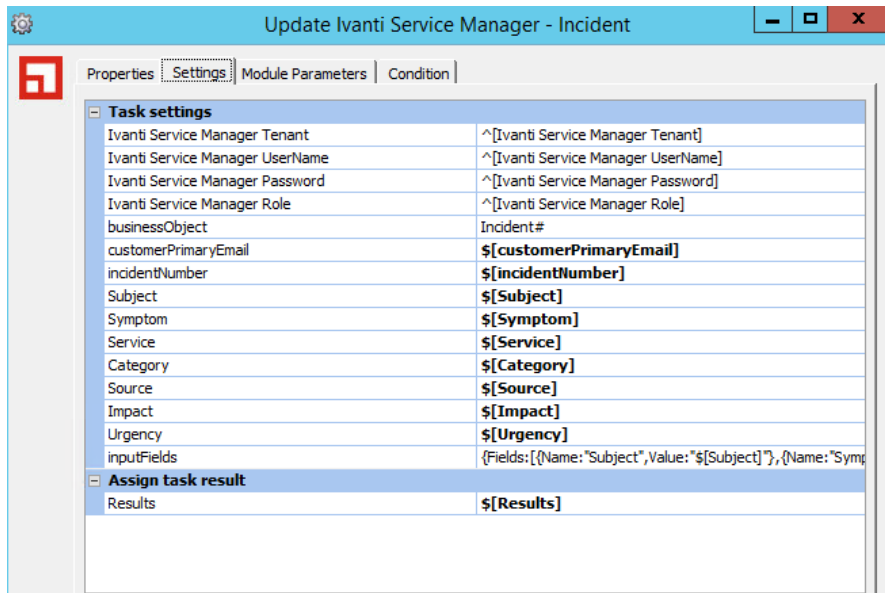 Update Ivanti Service Manager - Incident
Properties Settings Module Parameters Condition
Task settings
Ivanti Service Manager Tenant ^[Ivanti Service Manager Tenant]
Ivanti Service Manager UserName ^[Ivanti Service Manager UserName]
Ivanti Service Manager Password ^[Ivanti Service Manager Password]
Ivanti Service Manager Role ^[Ivanti Service Manager Role]
businessObject Incident#
customerPrimaryEmail $[customerPrimaryEmail]
incidentNumber $[incidentNumber]
Subject $[Subject]
Symptom $[Symptom]
Service $[Service]
Category $[Category]
Source $[Source]
Impact $[Impact]
Urgency $[Urgency]
inputFields {Fields:[{Name:"Subject",Value:"$[Subject]"},{Name:"Symp
Assign task result
Results $[Results]